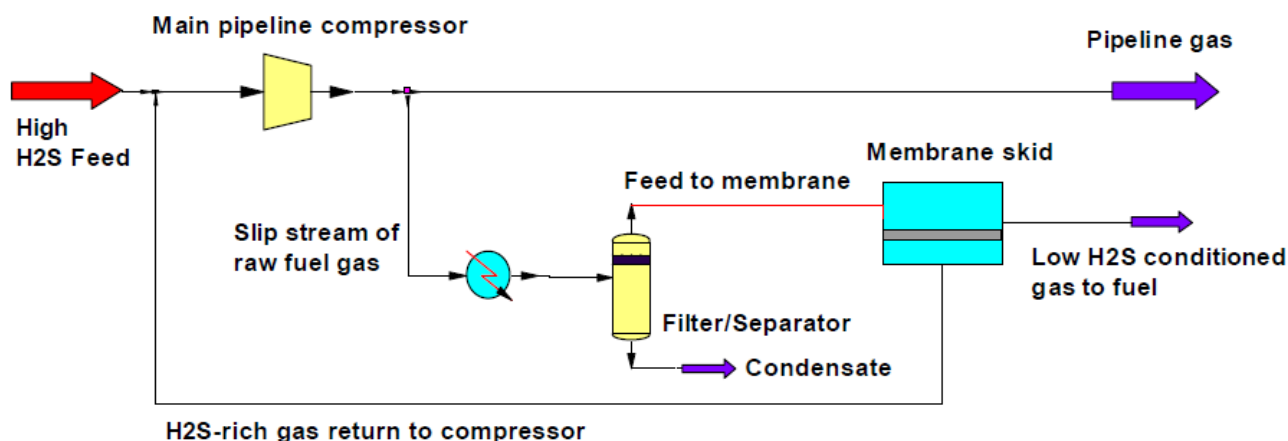 Main pipeline compressor
Pipeline gas
High
H2S Feed
Membrane skid
Feed to membrane
Slip stream of
raw fuel gas
Low H2S conditioned
gas to fuel
Filter/Separator
Condensate
H2S-rich gas return to compressor